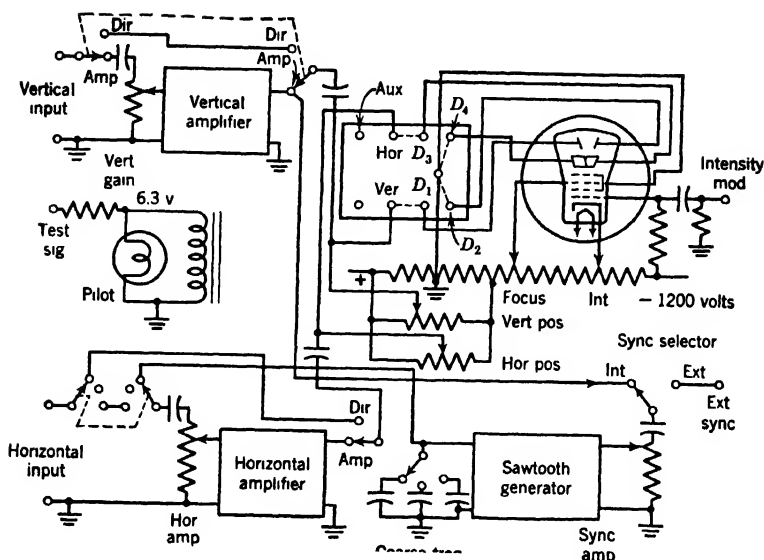 Dir
Dir
Amp
Amp
Vertical input
Vertical amplifier
Vert gain
Aux
Hor
Ver
D4
D3
D1
D2
Intensity mod
6.3 v
Test sig
Pilot
+
Focus
Int
− 1200 volts
Vert pos
Hor pos
Sync selector
Int
Ext
Ext sync
Dir
Amp
Horizontal input
Horizontal amplifier
Hor amp
Sawtooth generator
Sync amp